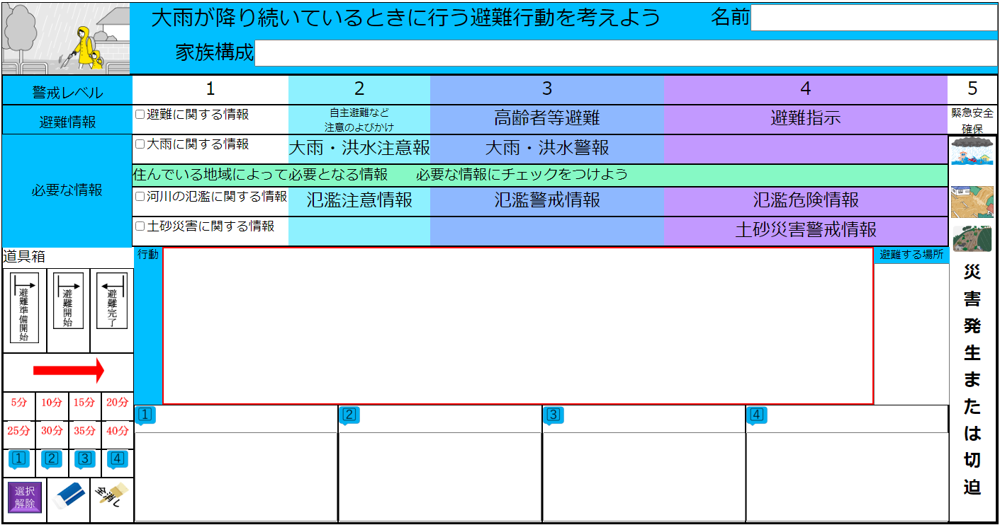 大雨が降り続いているときに行う避難行動を考えよう 名前
家族構成
警戒レベル 1 2 3 4 5
避難情報 避難に関する情報 自主避難など 高齢者等避難 避難指示 緊急安全
注意のよびかけ 確保
必要な情報
大雨に関する情報 大雨・洪水注意報 大雨・洪水警報
住んでいる地域によって必要となる情報 必要な情報にチェックをつけよう
河川の氾濫に関する情報 氾濫注意情報 氾濫警戒情報 氾濫危険情報
土砂災害に関する情報 土砂災害警戒情報
道具箱
行動
避難する場所
避難準備開始
避難開始
避難完了
5分 10分 15分 20分
25分 30分 35分 40分
1 2 3 4
選択
解除
全消し
1 2 3 4
災害発生または切迫